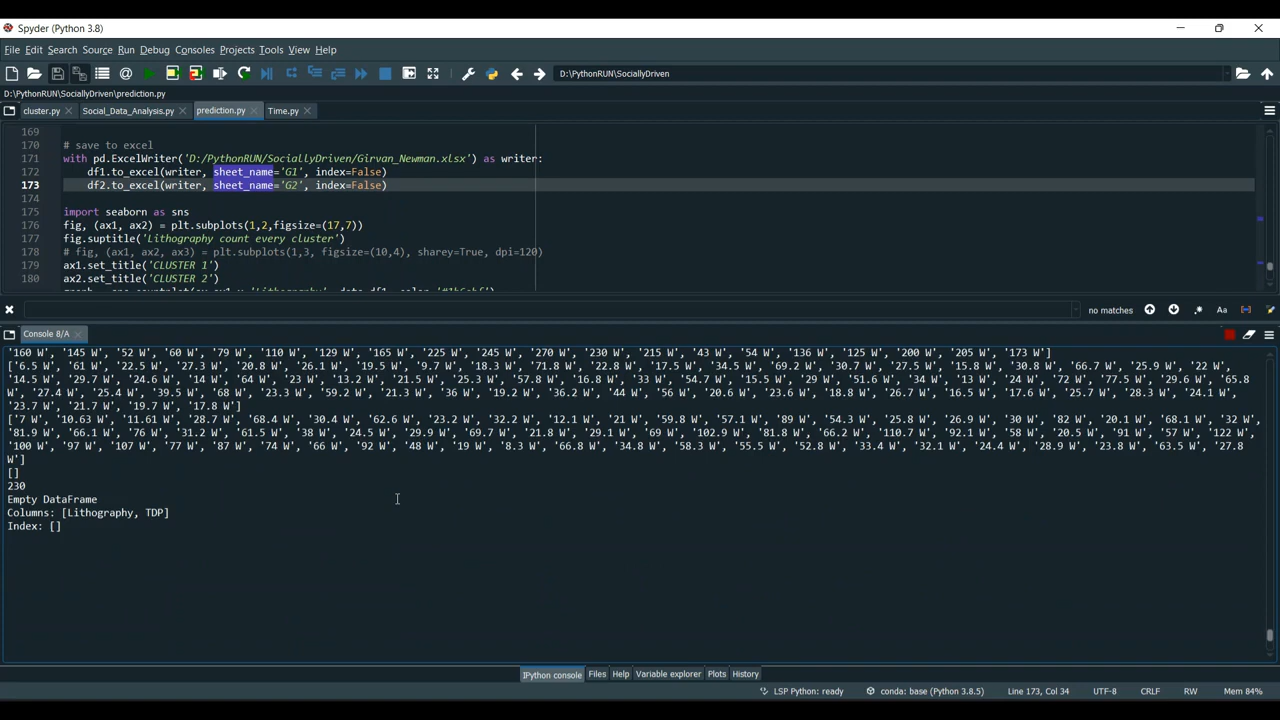 Spyder (Python 3.8)
File Edit Search Source Run Debug Consoles Projects Tools View Help
D:\PythonRUN\SociallyDriven
D:\PythonRUN\SociallyDriven\prediction.py
cluster.py Social_Data_Analysis.py prediction.py Time.py
169
170 # save to excel
171 with pd.ExcelWriter('D:/PythonRUN/SociallyDriven/Girvan_Newman.xlsx') as writer:
172 df1.to_excel(writer, sheet_name='G1', index=False)
173 df2.to_excel(writer, sheet_name='G2', index=False)
174
175 import seaborn as sns
176 fig, (ax1, ax2) = plt.subplots(1,2,figsize=(17,7))
177 fig.suptitle('Lithography count every cluster')
178 # fig, (ax1, ax2, ax3) = plt.subplots(1,3, figsize=(10,4), sharey=True, dpi=120)
179 ax1.set_title('CLUSTER 1')
180 ax2.set_title('CLUSTER 2')
no matches Aa
Console 8/A
'160 W', '145 W', '52 W', '60 W', '79 W', '110 W', '129 W', '165 W', '225 W', '245 W', '270 W', '230 W', '215 W', '43 W', '54 W', '136 W', '125 W', '200 W', '205 W', '173 W']
['6.5 W', '61 W', '22.5 W', '27.3 W', '20.8 W', '26.1 W', '19.5 W', '9.7 W', '18.3 W', '71.8 W', '22.8 W', '17.5 W', '34.5 W', '69.2 W', '30.7 W', '27.5 W', '15.8 W', '30.8 W', '66.7 W', '25.9 W', '22 W',
'14.5 W', '29.7 W', '24.6 W', '14 W', '64 W', '23 W', '13.2 W', '21.5 W', '25.3 W', '57.8 W', '16.8 W', '33 W', '54.7 W', '15.5 W', '29 W', '51.6 W', '34 W', '13 W', '24 W', '72 W', '77.5 W', '29.6 W', '65.8
W', '27.4 W', '25.4 W', '39.5 W', '68 W', '23.3 W', '59.2 W', '21.3 W', '36 W', '19.2 W', '36.2 W', '44 W', '56 W', '20.6 W', '23.6 W', '18.8 W', '26.7 W', '16.5 W', '17.6 W', '25.7 W', '28.3 W', '24.1 W',
'23.7 W', '21.7 W', '19.7 W', '17.8 W']
['7 W', '10.63 W', '11.61 W', '28.7 W', '68.4 W', '30.4 W', '62.6 W', '23.2 W', '32.2 W', '12.1 W', '21 W', '59.8 W', '57.1 W', '89 W', '54.3 W', '25.8 W', '26.9 W', '30 W', '82 W', '20.1 W', '68.1 W', '32 W',
'81.9 W', '66.1 W', '76 W', '31.2 W', '61.5 W', '38 W', '24.5 W', '29.9 W', '69.7 W', '21.8 W', '29.1 W', '69 W', '102.9 W', '81.8 W', '66.2 W', '110.7 W', '92.1 W', '58 W', '20.5 W', '91 W', '57 W', '122 W',
'100 W', '97 W', '107 W', '77 W', '87 W', '74 W', '66 W', '92 W', '48 W', '19 W', '8.3 W', '66.8 W', '34.8 W', '58.3 W', '55.5 W', '52.8 W', '33.4 W', '32.1 W', '24.4 W', '28.9 W', '23.8 W', '63.5 W', '27.8
W']
[]
230
Empty DataFrame
Columns: [Lithography, TDP]
Index: []
IPython console Files Help Variable explorer Plots History
LSP Python: ready conda: base (Python 3.8.5) Line 173, Col 34 UTF-8 CRLF RW Mem 84%